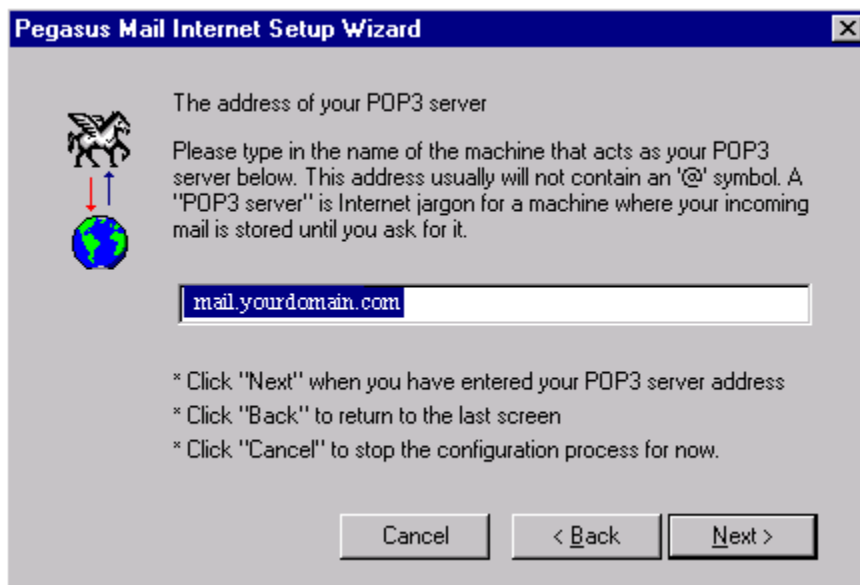 Pegasus Mail Internet Setup Wizard
The address of your POP3 server
Please type in the name of the machine that acts as your POP3
server below. This address usually will not contain an '@' symbol. A
"POP3 server" is Internet jargon for a machine where your incoming
mail is stored until you ask for it.
mail.yourdomain.com
* Click "Next" when you have entered your POP3 server address
* Click "Back" to return to the last screen
* Click "Cancel" to stop the configuration process for now.
Cancel < Back Next >